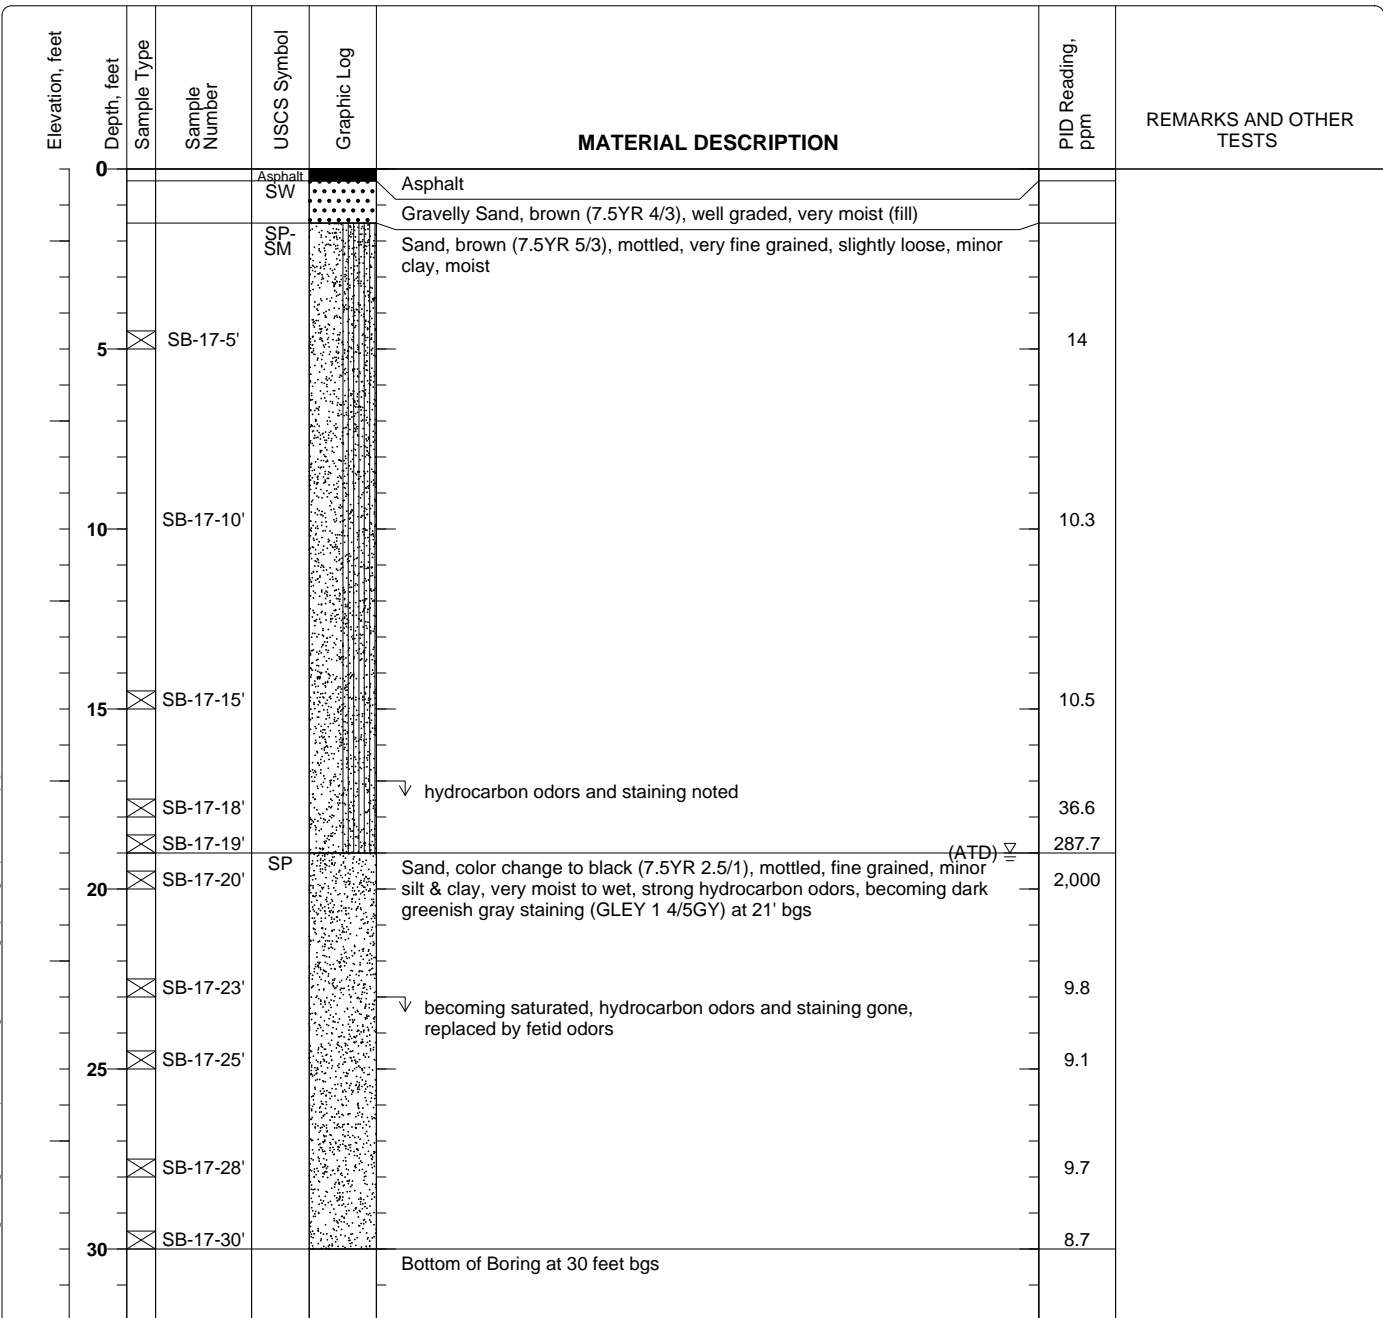 Elevation, feet
Depth, feet
Sample Type
Sample
Number
USCS Symbol
Graphic Log
MATERIAL DESCRIPTION
PID Reading,
ppm
REMARKS AND OTHER
TESTS
0
Asphalt
Asphalt
SW
Gravelly Sand, brown (7.5YR 4/3), well graded, very moist (fill)
SP-
SM
Sand, brown (7.5YR 5/3), mottled, very fine grained, slightly loose, minor
clay, moist
SB-17-5' 14
5
SB-17-10' 10.3
10
SB-17-15' 10.5
15
hydrocarbon odors and staining noted
SB-17-18' 36.6
SB-17-19' 287.7
(ATD)
SP
Sand, color change to black (7.5YR 2.5/1), mottled, fine grained, minor
silt & clay, very moist to wet, strong hydrocarbon odors, becoming dark
greenish gray staining (GLEY 1 4/5GY) at 21' bgs
SB-17-20' 2,000
20
SB-17-23' 9.8
becoming saturated, hydrocarbon odors and staining gone,
replaced by fetid odors
SB-17-25' 9.1
25
SB-17-28' 9.7
SB-17-30' 8.7
30
Bottom of Boring at 30 feet bgs